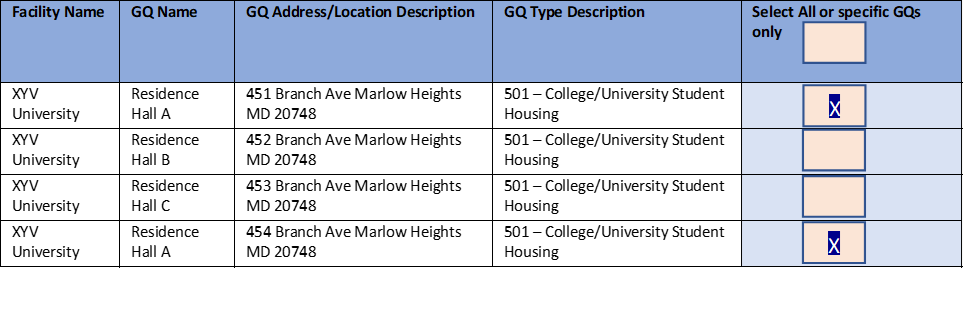 Facility Name GQ Name GQ Address/Location Description GQ Type Description Select All or specific GQs
only
XYV Residence 451 Branch Ave Marlow Heights 501 – College/University Student
University Hall A MD 20748 Housing X
XYV Residence 452 Branch Ave Marlow Heights 501 – College/University Student
University Hall B MD 20748 Housing
XYV Residence 453 Branch Ave Marlow Heights 501 – College/University Student
University Hall C MD 20748 Housing
XYV Residence 454 Branch Ave Marlow Heights 501 – College/University Student
University Hall A MD 20748 Housing X